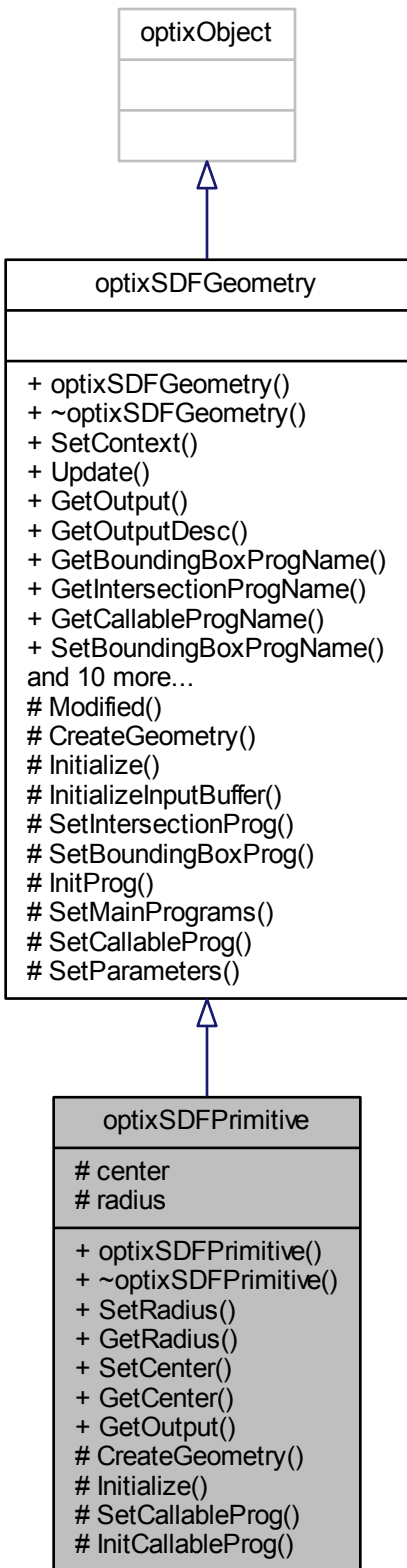 optixObject
optixSDFGeometry
+ optixSDFGeometry()
+ ~optixSDFGeometry()
+ SetContext()
+ Update()
+ GetOutput()
+ GetOutputDesc()
+ GetBoundingBoxProgName()
+ GetIntersectionProgName()
+ GetCallableProgName()
+ SetBoundingBoxProgName()
and 10 more...
# Modified()
# CreateGeometry()
# Initialize()
# InitializeInputBuffer()
# SetIntersectionProg()
# SetBoundingBoxProg()
# InitProg()
# SetMainPrograms()
# SetCallableProg()
# SetParameters()
optixSDFPrimitive
# center
# radius
+ optixSDFPrimitive()
+ ~optixSDFPrimitive()
+ SetRadius()
+ GetRadius()
+ SetCenter()
+ GetCenter()
+ GetOutput()
# CreateGeometry()
# Initialize()
# SetCallableProg()
# InitCallableProg()